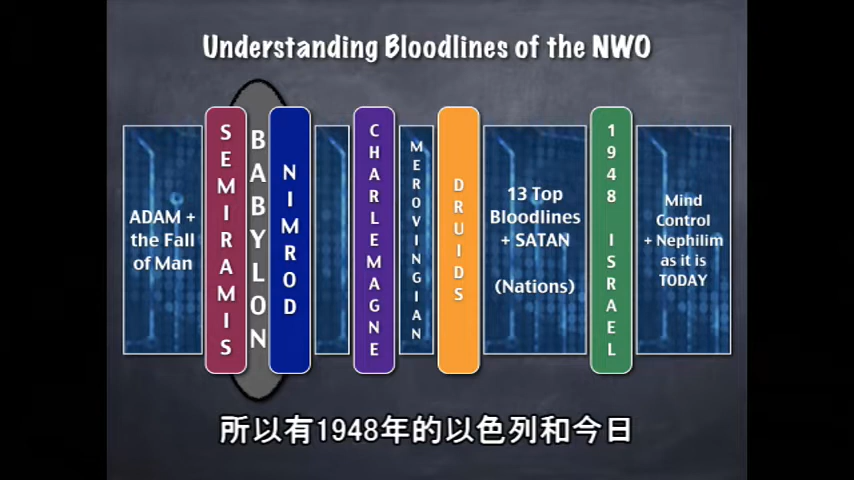 Understanding Bloodlines of the NWO
ADAM +
the Fall
of Man
SEMIRAMIS
BABYLON
NIMROD
CHARLEMAGNE
MEROVINGIAN
DRUIDS
13 Top
Bloodlines
+ SATAN
(Nations)
1948 ISRAEL
Mind
Control
+ Nephilim
as it is
TODAY
所以有1948年的以色列和今日